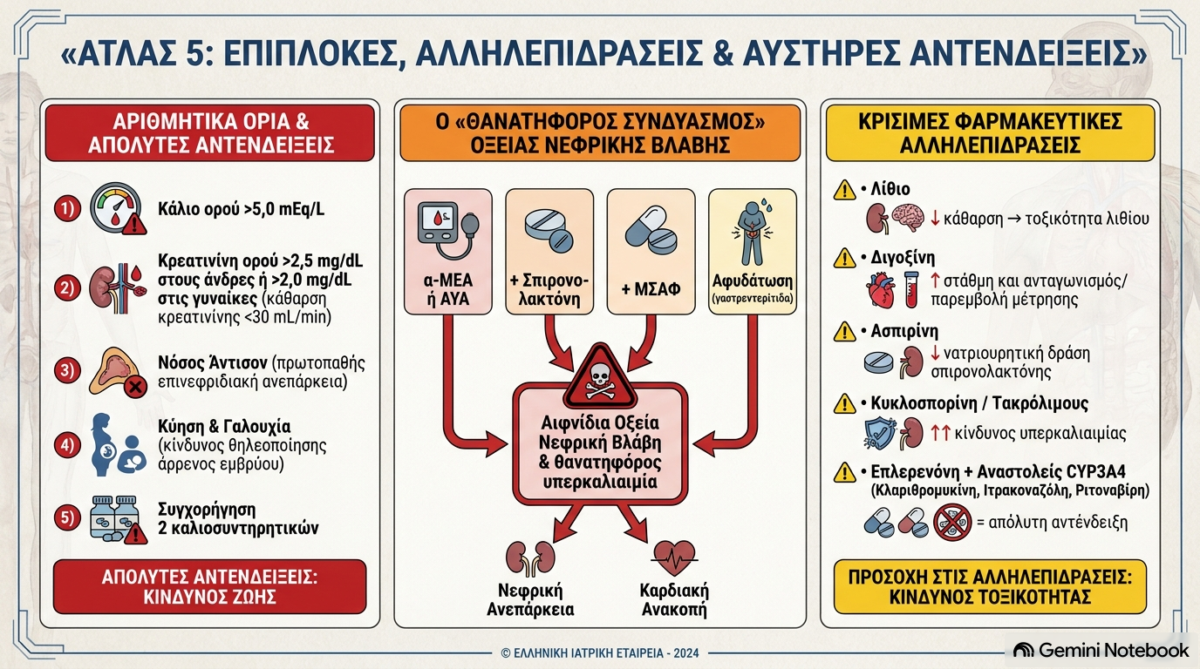 «ΑΤΛΑΣ 5: ΕΠΙΠΛΟΚΕΣ, ΑΛΛΗΛΕΠΙΔΡΑΣΕΙΣ & ΑΥΣΤΗΡΕΣ ΑΝΤΕΝΔΕΙΞΕΙΣ»
ΑΡΙΘΜΗΤΙΚΑ ΟΡΙΑ &
ΑΠΟΛΥΤΕΣ ΑΝΤΕΝΔΕΙΞΕΙΣ
1) Κάλιο ορού >5,0 mEq/L
2) Κρεατινίνη ορού >2,5 mg/dL
στους άνδρες ή >2,0 mg/dL
στις γυναίκες (κάθαρση
κρεατινίνης <30 mL/min)
3) Νόσος Άντισον (πρωτοπαθής
επινεφριδιακή ανεπάρκεια)
4) Κύηση & Γαλουχία
(κίνδυνος θηλεοποίησης
άρρενος εμβρύου)
5) Συγχορήγηση
2 καλιοσυντηρητικών
ΑΠΟΛΥΤΕΣ ΑΝΤΕΝΔΕΙΞΕΙΣ:
ΚΙΝΔΥΝΟΣ ΖΩΗΣ
Ο «ΘΑΝΑΤΗΦΟΡΟΣ ΣΥΝΔΥΑΣΜΟΣ»
ΟΞΕΙΑΣ ΝΕΦΡΙΚΗΣ ΒΛΑΒΗΣ
α-ΜΕΑ
ή ΑΥΑ
+ Σπιρονο-
λακτόνη
+ ΜΣΑΦ
Αφυδάτωση
(γαστρεντερίτιδα)
Αιφνίδια Οξεία
Νεφρική Βλάβη
& θανατηφόρος
υπερκαλιαιμία
Νεφρική
Ανεπάρκεια
Καρδιακή
Ανακοπή
ΚΡΙΣΙΜΕΣ ΦΑΡΜΑΚΕΥΤΙΚΕΣ
ΑΛΛΗΛΕΠΙΔΡΑΣΕΙΣ
• Λίθιο
↓ κάθαρση → τοξικότητα λιθίου
• Διγοξίνη
↑ στάθμη και ανταγωνισμός/
παρεμβολή μέτρησης
• Ασπιρίνη
↓ νατριουρητική δράση
σπιρονολακτόνης
• Κυκλοσπορίνη / Τακρόλιμους
↑↑ κίνδυνος υπερκαλιαιμίας
• Επλερενόνη + Αναστολείς CYP3A4
(Κλαριθρομυκίνη, Ιτρακοναζόλη, Ριτοναβίρη)
= απόλυτη αντένδειξη
ΠΡΟΣΟΧΗ ΣΤΙΣ ΑΛΛΗΛΕΠΙΔΡΑΣΕΙΣ:
ΚΙΝΔΥΝΟΣ ΤΟΞΙΚΟΤΗΤΑΣ
© ΕΛΛΗΝΙΚΗ ΙΑΤΡΙΚΗ ΕΤΑΙΡΕΙΑ - 2024
Gemini Notebook